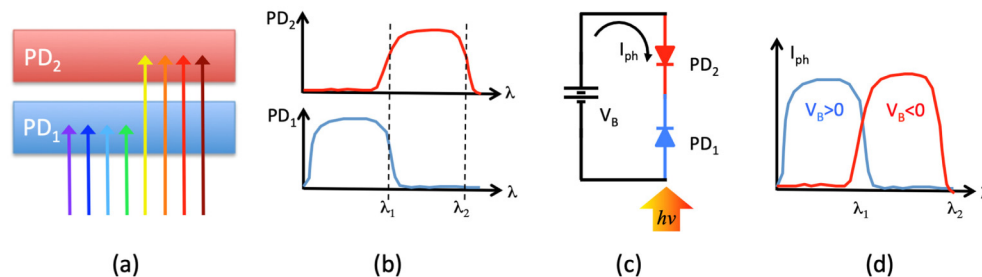 PD2
PD1
(a)
PD2
λ
PD1
λ
λ1
λ2
(b)
Iph
PD2
VB
PD1
hν
(c)
Iph
VB>0
VB<0
λ1
λ2
(d)